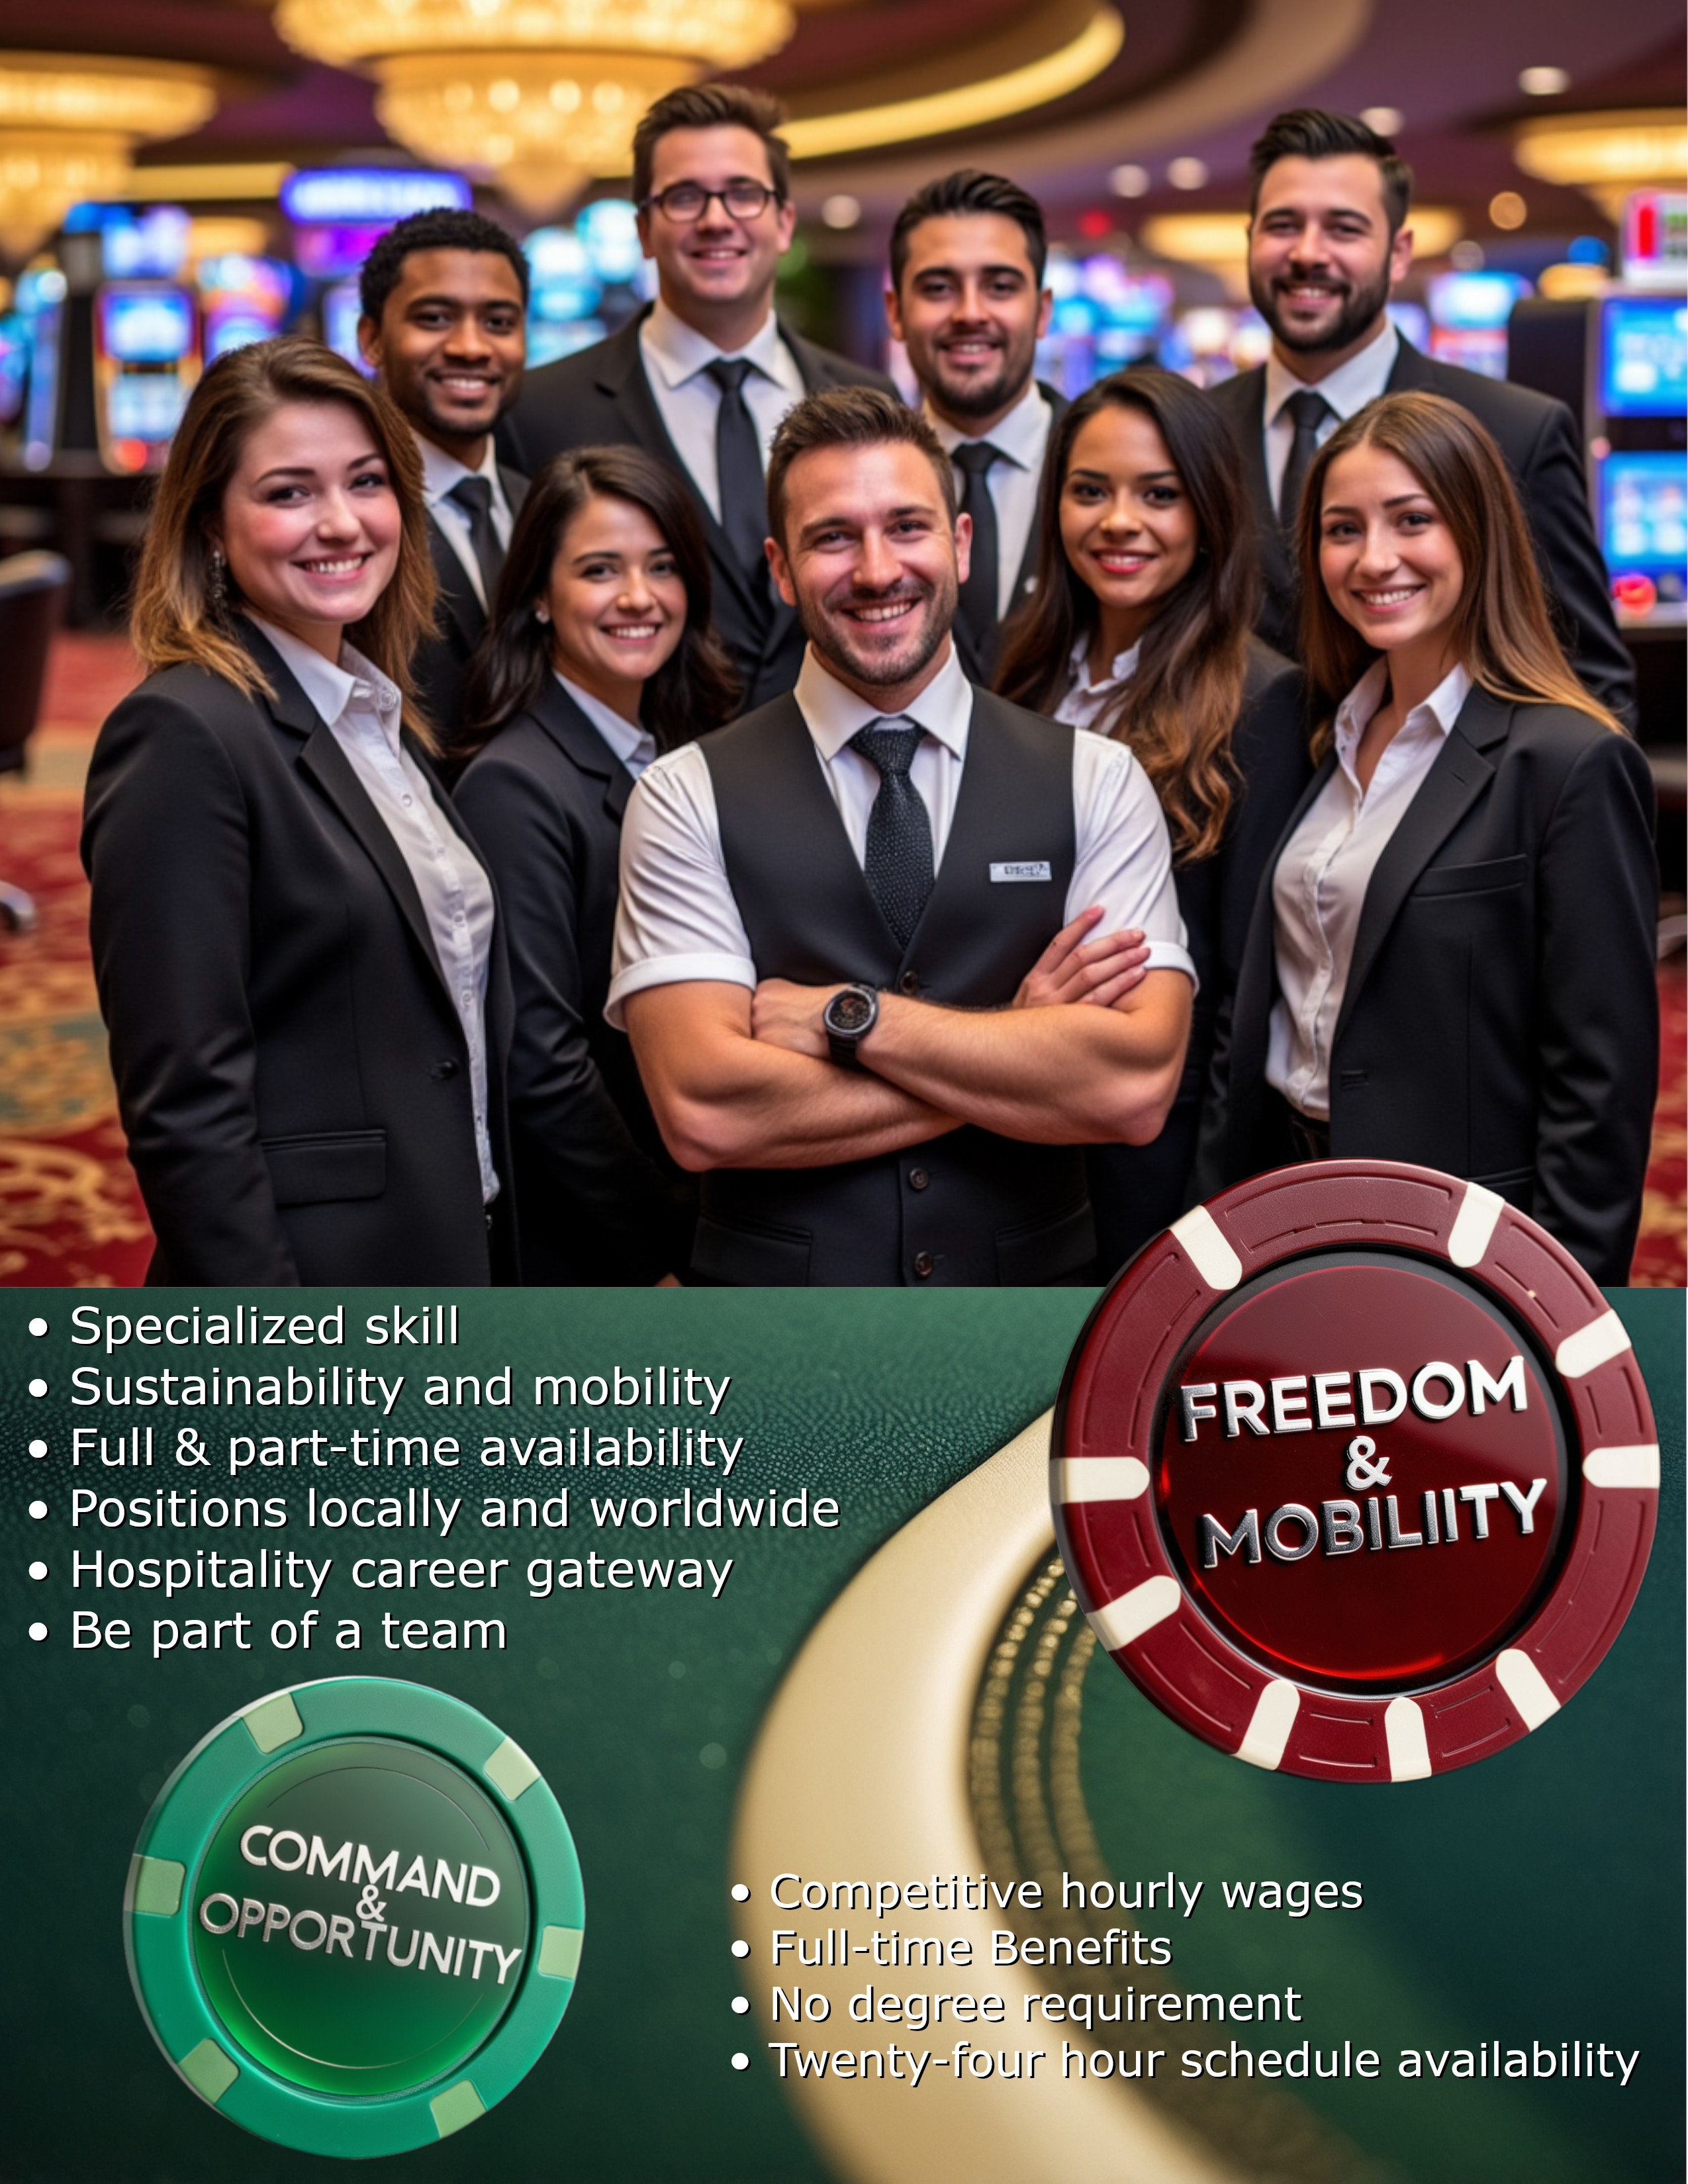 • Specialized skill
• Sustainability and mobility
• Full & part-time availability
• Positions locally and worldwide
• Hospitality career gateway
• Be part of a team
FREEDOM
&
MOBILIITY
COMMAND
&
OPPORTUNITY
• Competitive hourly wages
• Full-time Benefits
• No degree requirement
• Twenty-four hour schedule availability